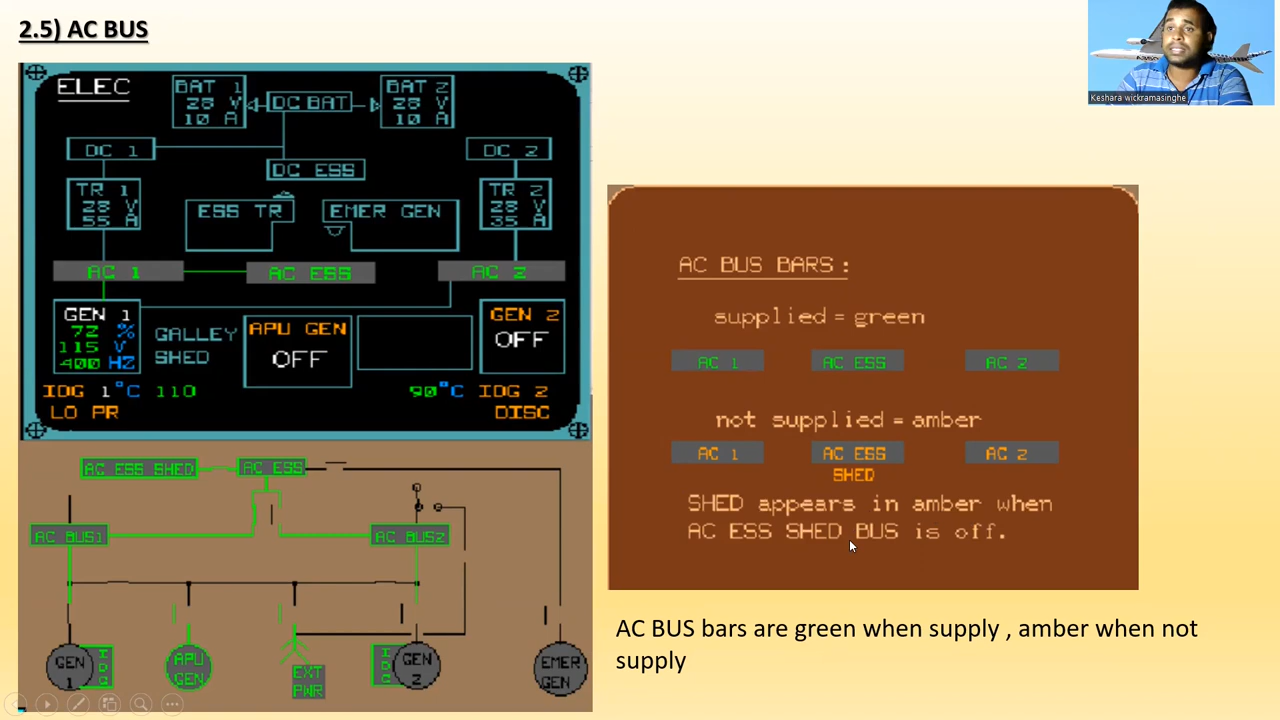 2.5) AC BUS
Keshara wickramasinghe
ELEC
BAT 1
28 V
10 A
DC BAT
BAT 2
28 V
10 A
DC 1
DC 2
DC ESS
TR 1
28 V
55 A
ESS TR
EMER GEN
TR 2
28 V
35 A
AC 1
AC ESS
AC 2
GEN 1
72 %
115 V
400 HZ
GALLEY
SHED
APU GEN
OFF
GEN 2
OFF
IDG 1 °C 110
90 °C IDG 2
LO PR
DISC
AC ESS SHED
AC ESS
AC BUS1
AC BUS2
GEN
1
IDG
APU
GEN
EXT
PWR
IDG
GEN
2
EMER
GEN
AC BUS BARS :
supplied = green
AC 1 AC ESS AC 2
not supplied = amber
AC 1 AC ESS AC 2
SHED
SHED appears in amber when
AC ESS SHED BUS is off.
AC BUS bars are green when supply , amber when not
supply